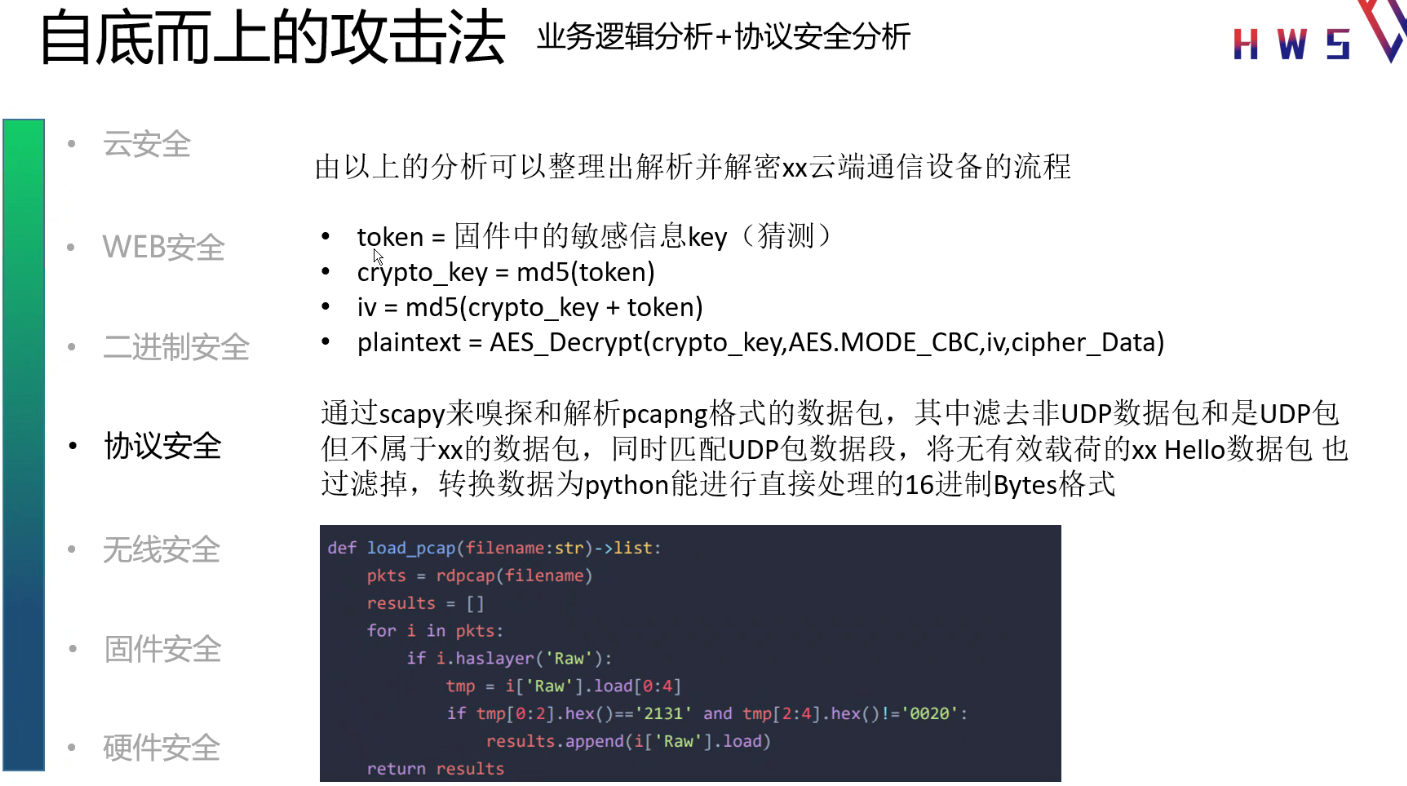 自底而上的攻击法 业务逻辑分析+协议安全分析
HWS
• 云安全
• WEB安全
• 二进制安全
• 协议安全
• 无线安全
• 固件安全
• 硬件安全
由以上的分析可以整理出解析并解密xx云端通信设备的流程
• token = 固件中的敏感信息key（猜测）
• crypto_key = md5(token)
• iv = md5(crypto_key + token)
• plaintext = AES_Decrypt(crypto_key,AES.MODE_CBC,iv,cipher_Data)
通过scapy来嗅探和解析pcapng格式的数据包，其中滤去非UDP数据包和是UDP包
但不属于xx的数据包，同时匹配UDP包数据段，将无有效载荷的xx Hello数据包 也
过滤掉，转换数据为python能进行直接处理的16进制Bytes格式
def load_pcap(filename:str)->list:
    pkts = rdpcap(filename)
    results = []
    for i in pkts:
        if i.haslayer('Raw'):
            tmp = i['Raw'].load[0:4]
            if tmp[0:2].hex()=='2131' and tmp[2:4].hex()!='0020':
                results.append(i['Raw'].load)
    return results